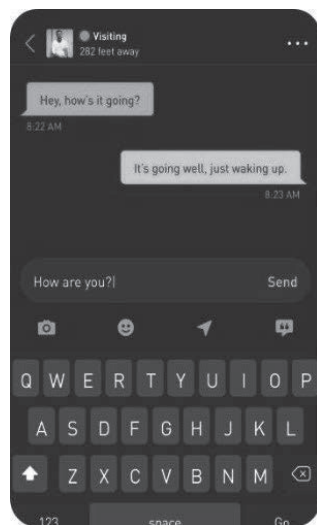 Visiting
282 feet away
Hey, how's it going?
8:22 AM
It's going well, just waking up.
8:23 AM
How are you?
Send
Q W E R T Y U I O P
A S D F G H J K L
Z X C V B N M
123 space Go